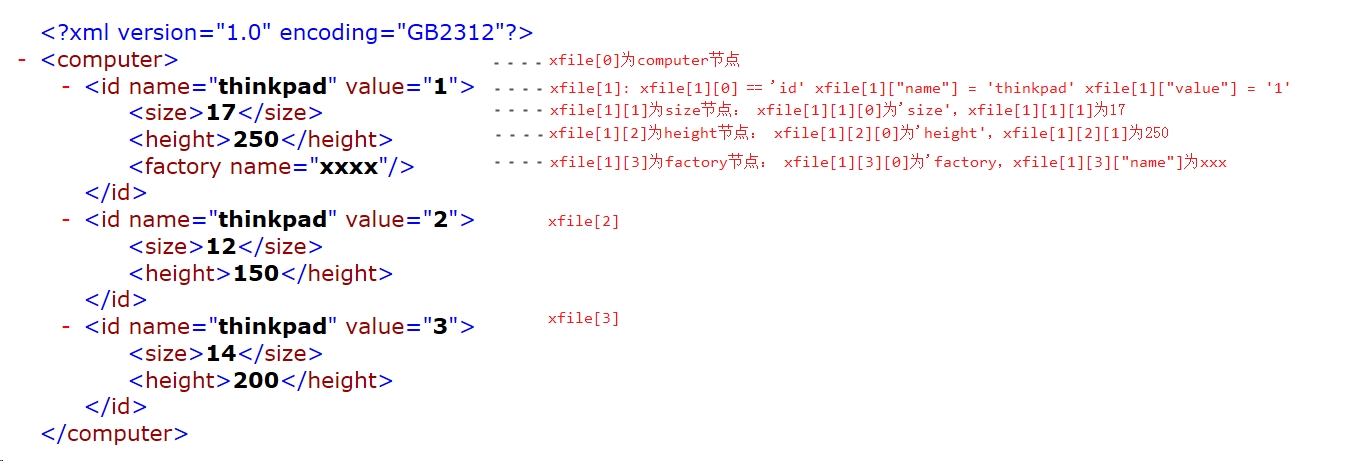 <?xml version="1.0" encoding="GB2312"?>
- <computer> ---- xfile[0]为computer节点
- <id name="thinkpad" value="1"> ---- xfile[1]: xfile[1][0] == 'id' xfile[1]["name"] = 'thinkpad' xfile[1]["value"] = '1'
<size>17</size> ---- xfile[1][1]为size节点: xfile[1][1][0]为'size', xfile[1][1][1]为17
<height>250</height> ---- xfile[1][2]为height节点: xfile[1][2][0]为'height', xfile[1][2][1]为250
<factory name="xxxx"/> ---- xfile[1][3]为factory节点: xfile[1][3][0]为'factory, xfile[1][3]["name"]为xxx
</id>
- <id name="thinkpad" value="2"> xfile[2]
<size>12</size>
<height>150</height>
</id>
- <id name="thinkpad" value="3"> xfile[3]
<size>14</size>
<height>200</height>
</id>
</computer>